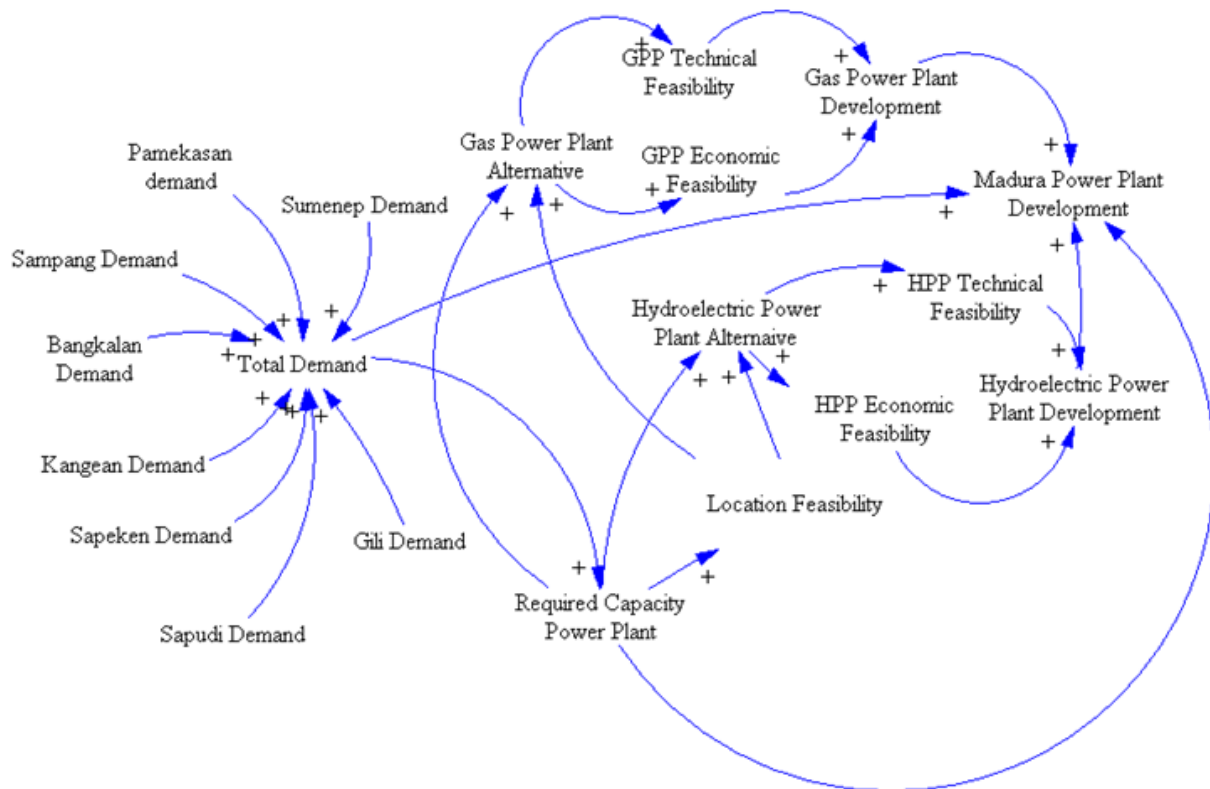 GPP Technical
Feasibility
Gas Power Plant
Development
Gas Power Plant
Alternative
GPP Economic
Feasibility
Madura Power Plant
Development
Pamekasan
demand
Sumenep Demand
Sampang Demand
Bangkalan
Demand
Total Demand
Hydroelectric Power
Plant Alternaive
HPP Technical
Feasibility
HPP Economic
Feasibility
Hydroelectric Power
Plant Development
Kangean Demand
Sapeken Demand
Gili Demand
Location Feasibility
Required Capacity
Power Plant
Sapudi Demand